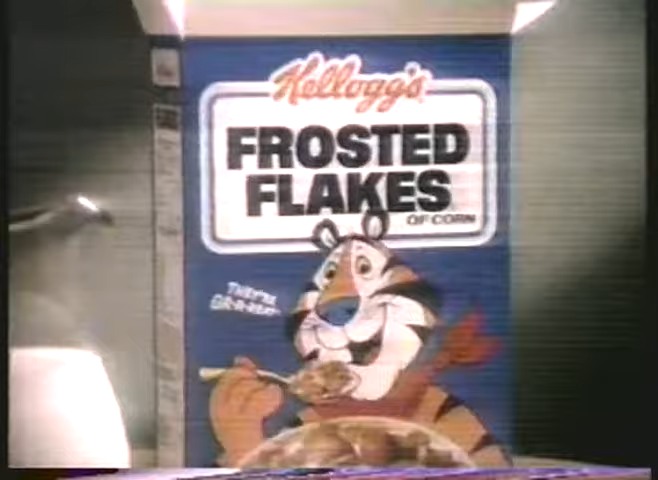 Kellogg's
FROSTED
FLAKES
OF CORN
THEY'RE
GR-R-REAT